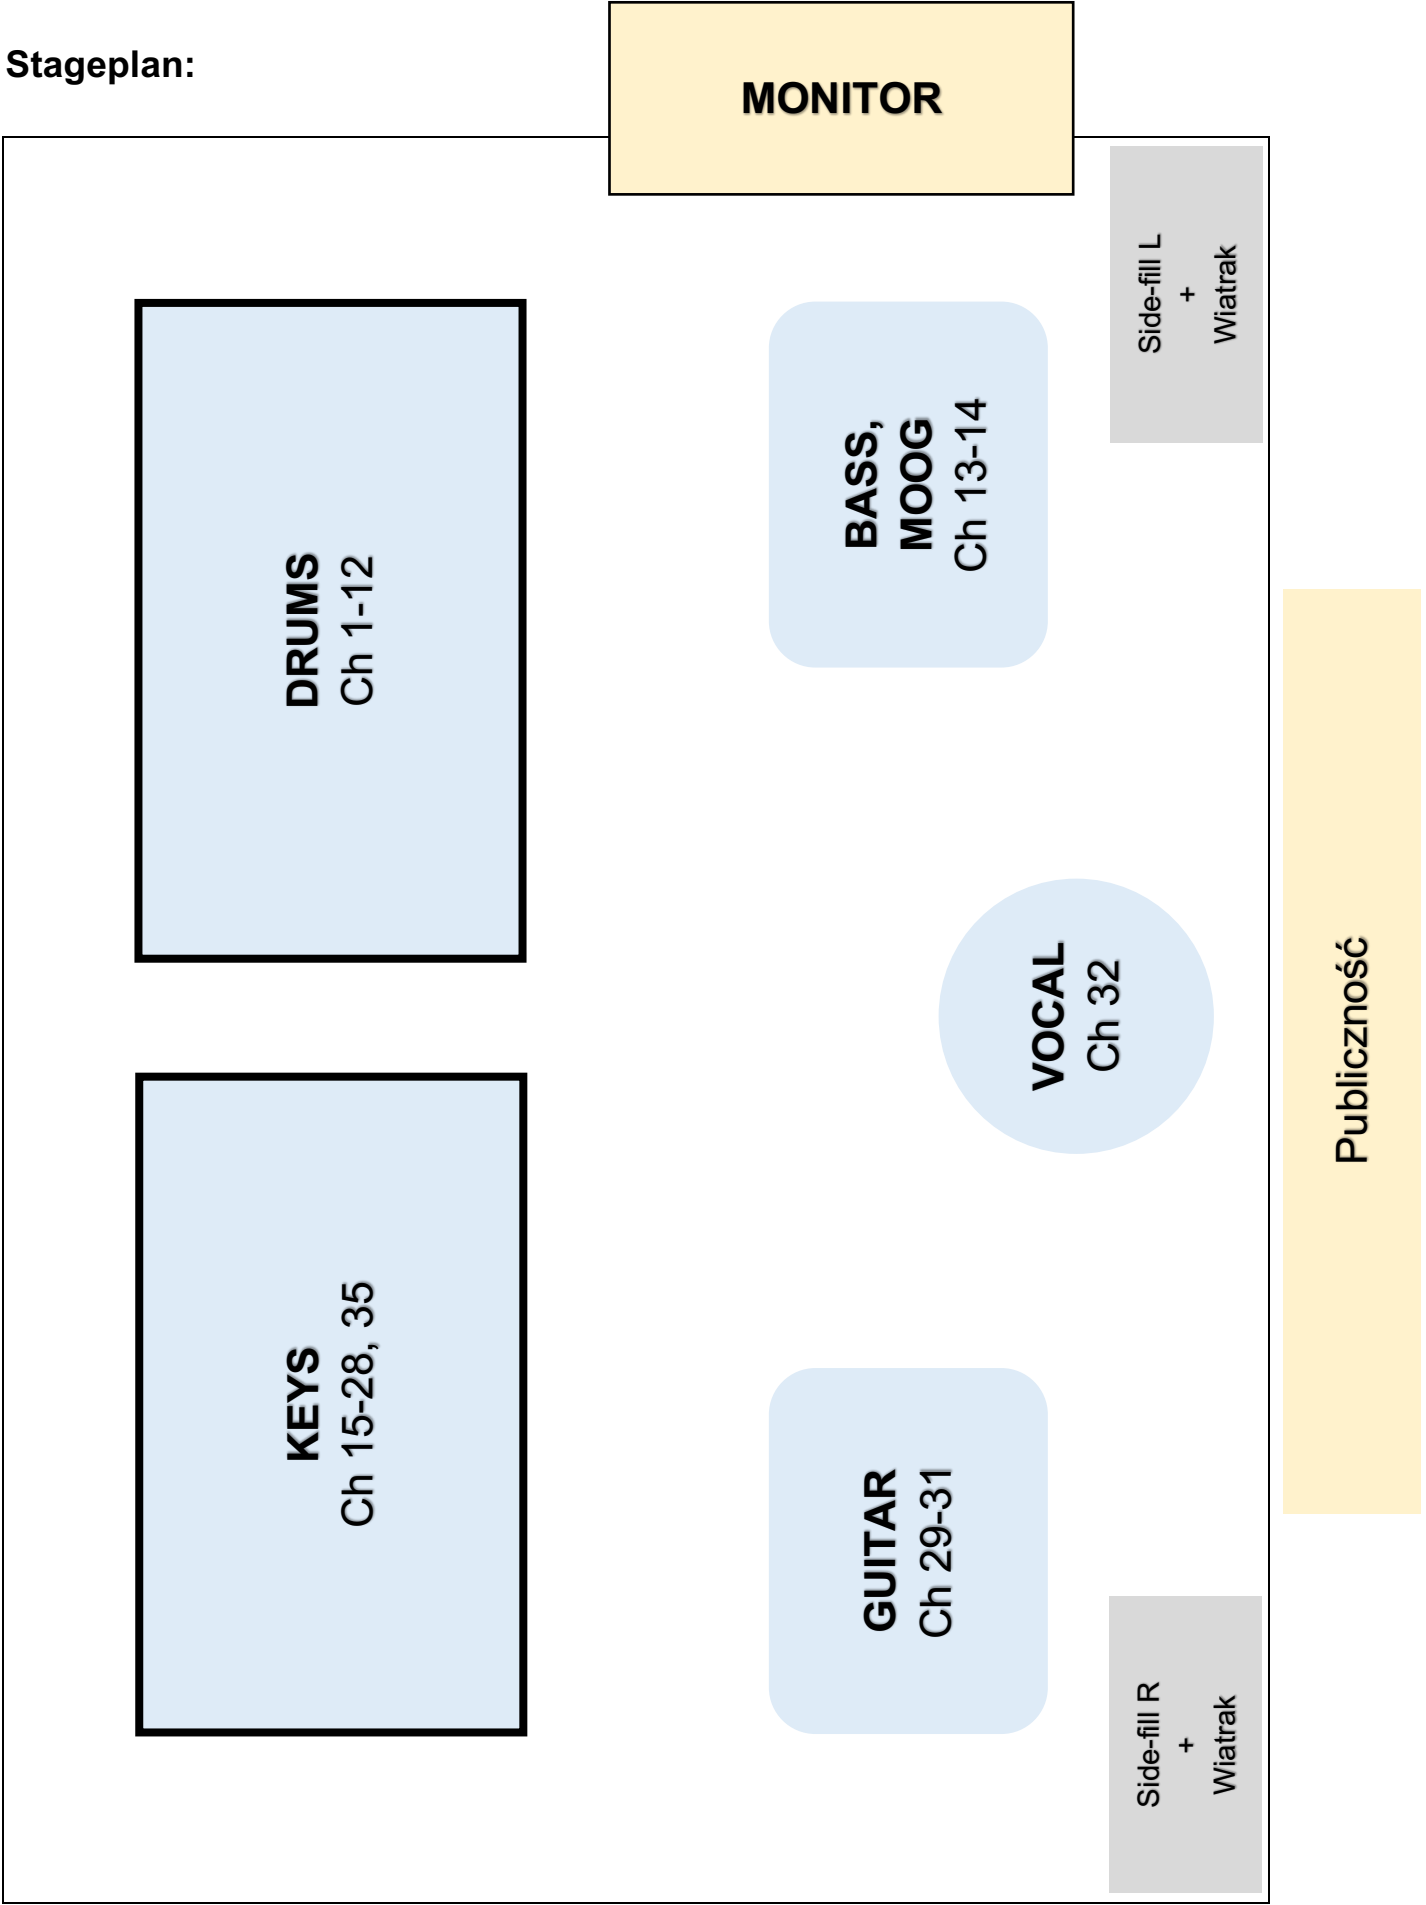 Stageplan:
MONITOR
Side-fill L
+
Wiatrak
DRUMS
Ch 1-12
BASS,
MOOG
Ch 13-14
VOCAL
Ch 32
Publiczność
KEYS
Ch 15-28, 35
GUITAR
Ch 29-31
Side-fill R
+
Wiatrak